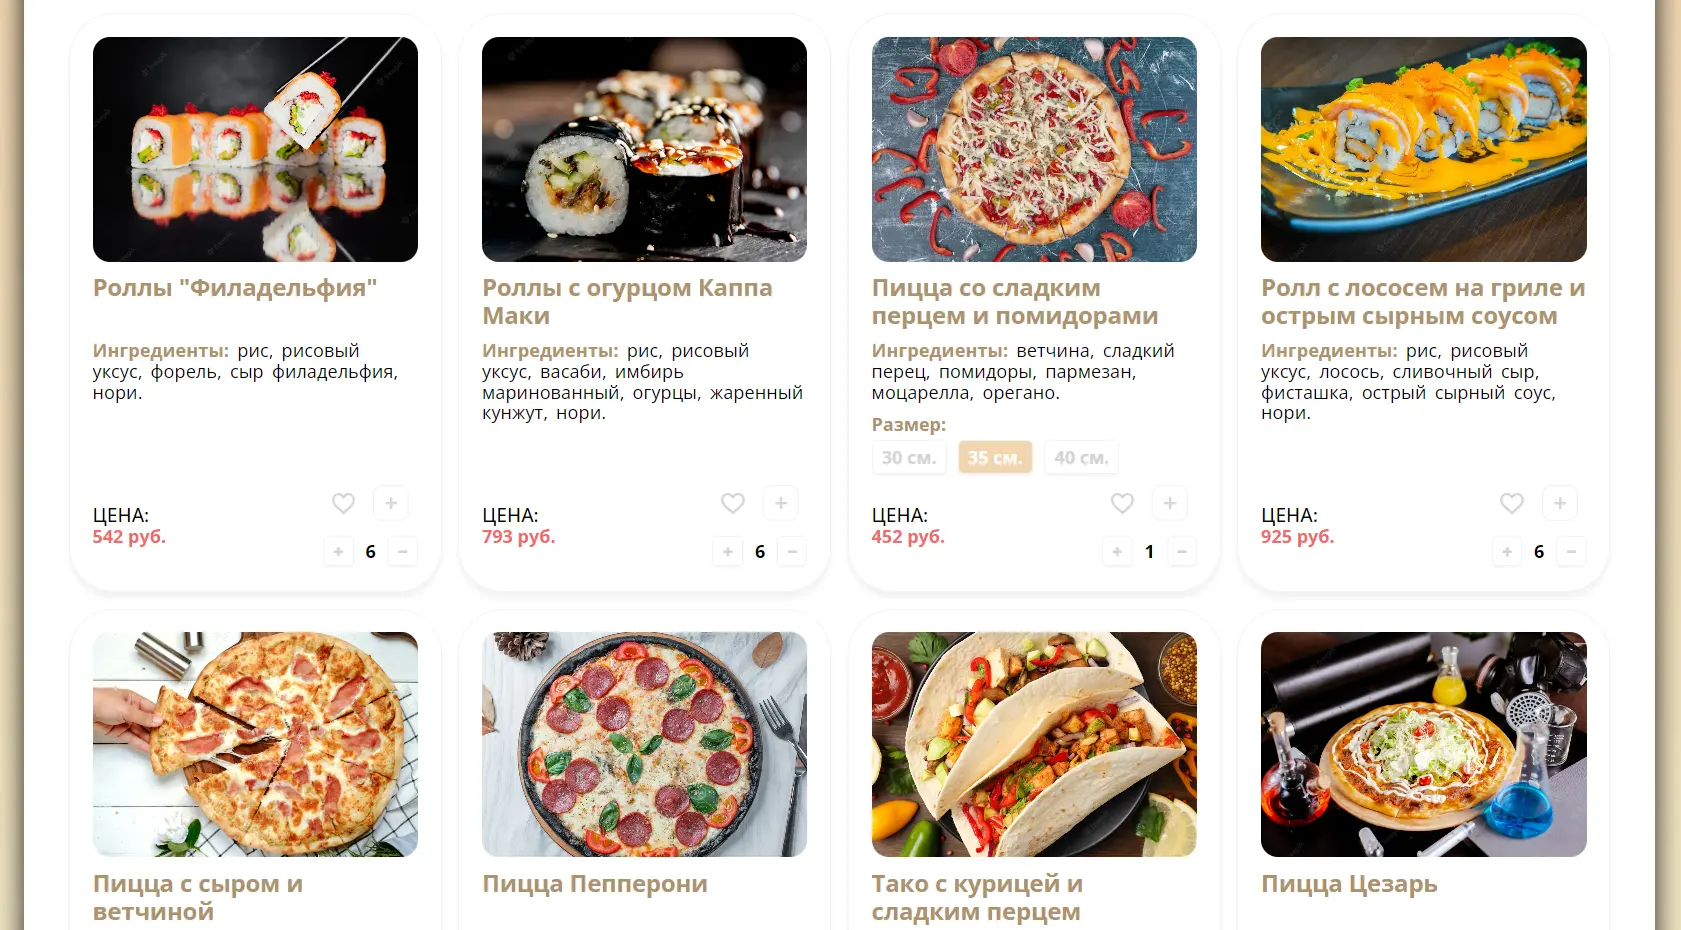 Роллы "Филадельфия"
Ингредиенты: рис, рисовый
уксус, форель, сыр филадельфия,
нори.
ЦЕНА:
542 руб.
+
+ 6 −
Роллы с огурцом Каппа
Маки
Ингредиенты: рис, рисовый
уксус, васаби, имбирь
маринованный, огурцы, жаренный
кунжут, нори.
ЦЕНА:
793 руб.
+
+ 6 −
Пицца со сладким
перцем и помидорами
Ингредиенты: ветчина, сладкий
перец, помидоры, пармезан,
моцарелла, орегано.
Размер:
30 см. 35 см. 40 см.
ЦЕНА:
452 руб.
+
+ 1 −
Ролл с лососем на гриле и
острым сырным соусом
Ингредиенты: рис, рисовый
уксус, лосось, сливочный сыр,
фисташка, острый сырный соус,
нори.
ЦЕНА:
925 руб.
+
+ 6 −
Пицца с сыром и
ветчиной
Пицца Пепперони
Тако с курицей и
сладким перцем
Пицца Цезарь